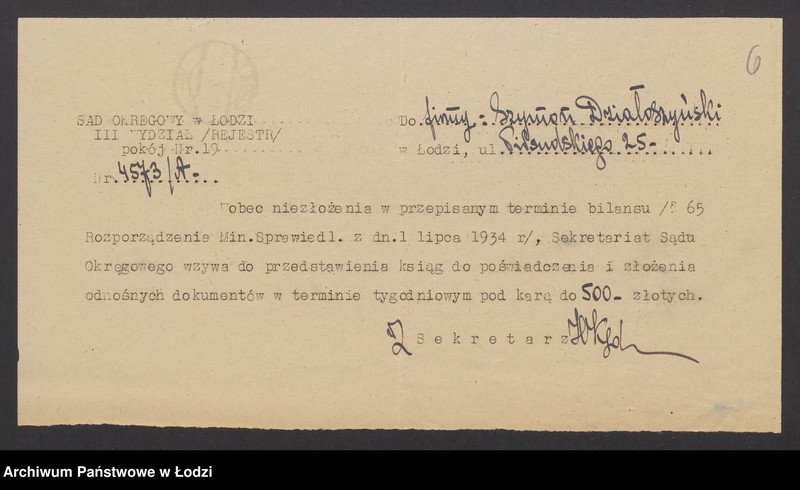 6
SĄD OKRĘGOWY w ŁODZI
III WYDZIAŁ /REJESTR/
pokój Nr.19
Nr. 4573/A-
Do firmy: Szymon Działoszyński
w Łodzi, ul. Piłsudskiego 25-
Wobec niezłożenia w przepisanym terminie bilansu /§ 65
Rozporządzenia Min.Sprawiedl. z dn.1 lipca 1934 r/, Sekretariat Sądu
Okręgowego wzywa do przedstawienia ksiąg do poświadczenia i złożenia
odnośnych dokumentów w terminie tygodniowym pod karą do 500- złotych.
Sekretarz
Archiwum Państwowe w Łodzi